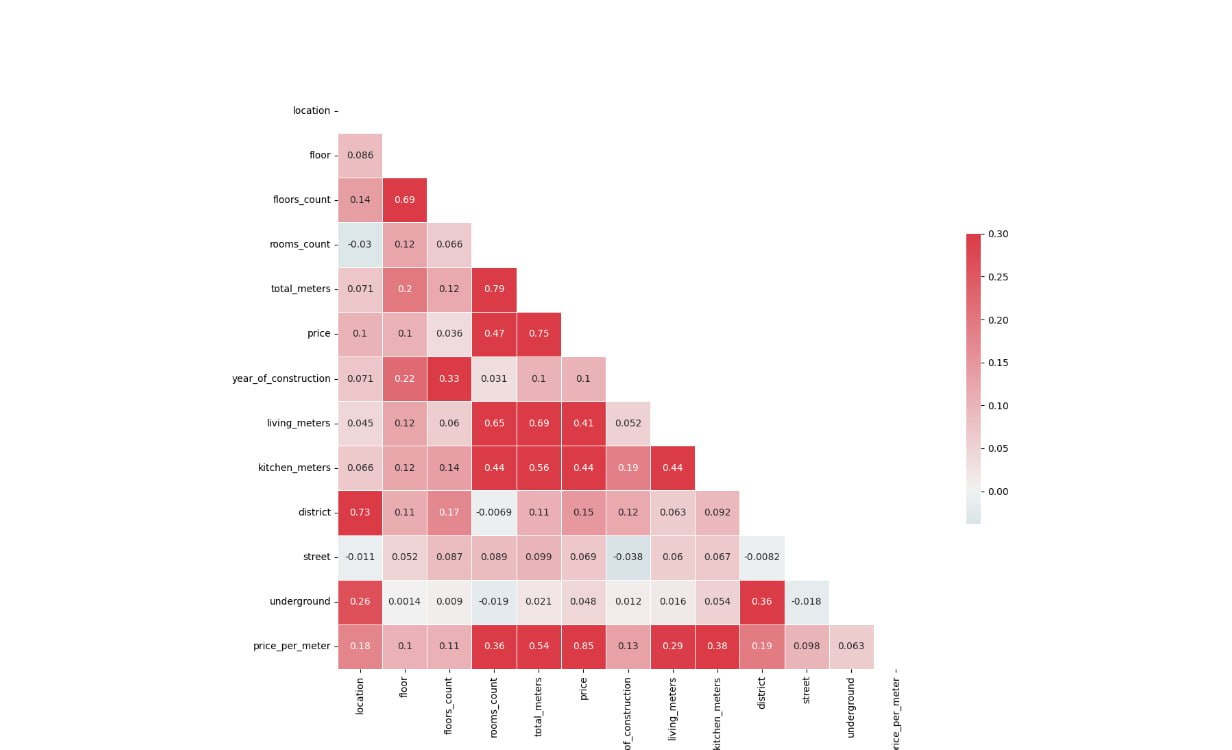 location
floor 0.086
floors_count 0.14 0.69
rooms_count -0.03 0.12 0.066
total_meters 0.071 0.2 0.12 0.79
price 0.1 0.1 0.036 0.47 0.75
year_of_construction 0.071 0.22 0.33 0.031 0.1 0.1
living_meters 0.045 0.12 0.06 0.65 0.69 0.41 0.052
kitchen_meters 0.066 0.12 0.14 0.44 0.56 0.44 0.19 0.44
district 0.73 0.11 0.17 -0.0069 0.11 0.15 0.12 0.063 0.092
street -0.011 0.052 0.087 0.089 0.099 0.069 -0.038 0.06 0.067 -0.0082
underground 0.26 0.0014 0.009 -0.019 0.021 0.048 0.012 0.016 0.054 0.36 -0.018
price_per_meter 0.18 0.1 0.11 0.36 0.54 0.85 0.13 0.29 0.38 0.19 0.098 0.063
location
floor
floors_count
rooms_count
total_meters
price
of_construction
living_meters
kitchen_meters
district
street
underground
rice_per_meter
0.30
0.25
0.20
0.15
0.10
0.05
0.00